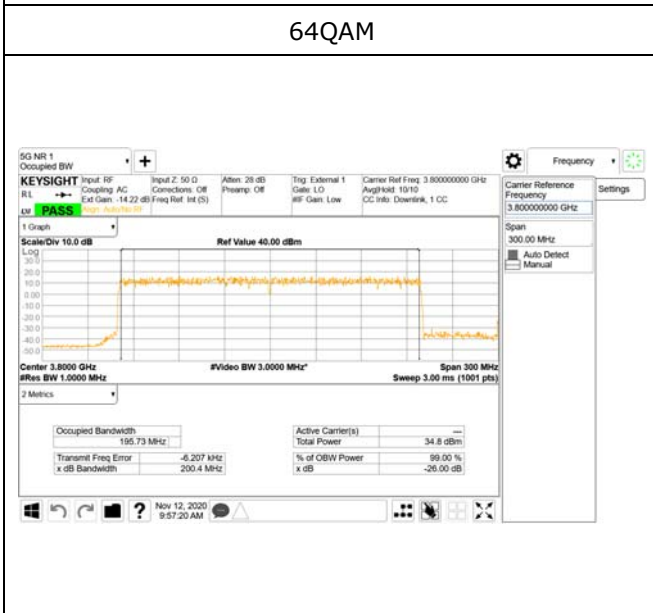 64QAM
5G NR 1
Occupied BW
Frequency
KEYSIGHT
R L
PASS
Input: RF
Coupling: AC
Ext Gain: -14.22 dB
Align: Auto/No RF
Input Z: 50 Ω
Corrections: Off
Freq Ref: Int (S)
Atten: 28 dB
Preamp: Off
Trig: External 1
Gate: LO
#IF Gain: Low
Carrier Ref Freq: 3.800000000 GHz
Avg|Hold: 10/10
CC Info: Downlink, 1 CC
Carrier Reference
Frequency
3.800000000 GHz
Settings
Span
300.00 MHz
Auto Detect
Manual
1 Graph
Scale/Div 10.0 dB
Ref Value 40.00 dBm
Log
30.0
20.0
10.0
0.00
-10.0
-20.0
-30.0
-40.0
-50.0
Center 3.8000 GHz
#Video BW 3.0000 MHz*
Span 300 MHz
#Res BW 1.0000 MHz
Sweep 3.00 ms (1001 pts)
2 Metrics
Occupied Bandwidth
195.73 MHz
Transmit Freq Error -6.207 kHz
x dB Bandwidth 200.4 MHz
Active Carrier(s) ---
Total Power 34.8 dBm
% of OBW Power 99.00 %
x dB -26.00 dB
Nov 12, 2020
9:57:20 AM